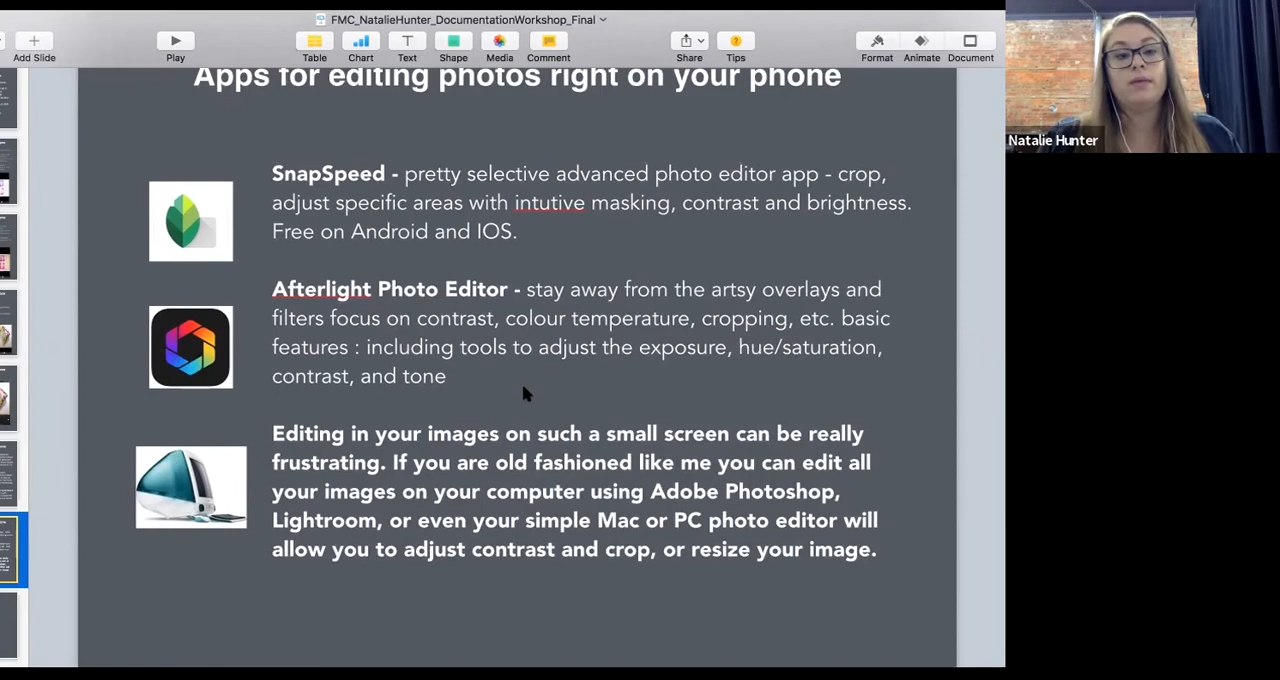 FMC_NatalieHunter_DocumentationWorkshop_Final
Add Slide
Play
Table
Chart
Text
Shape
Media
Comment
Share
Tips
Format
Animate
Document
Apps for editing photos right on your phone
SnapSpeed - pretty selective advanced photo editor app - crop,
adjust specific areas with intutive masking, contrast and brightness.
Free on Android and IOS.
Afterlight Photo Editor - stay away from the artsy overlays and
filters focus on contrast, colour temperature, cropping, etc. basic
features : including tools to adjust the exposure, hue/saturation,
contrast, and tone
Editing in your images on such a small screen can be really
frustrating. If you are old fashioned like me you can edit all
your images on your computer using Adobe Photoshop,
Lightroom, or even your simple Mac or PC photo editor will
allow you to adjust contrast and crop, or resize your image.
Natalie Hunter